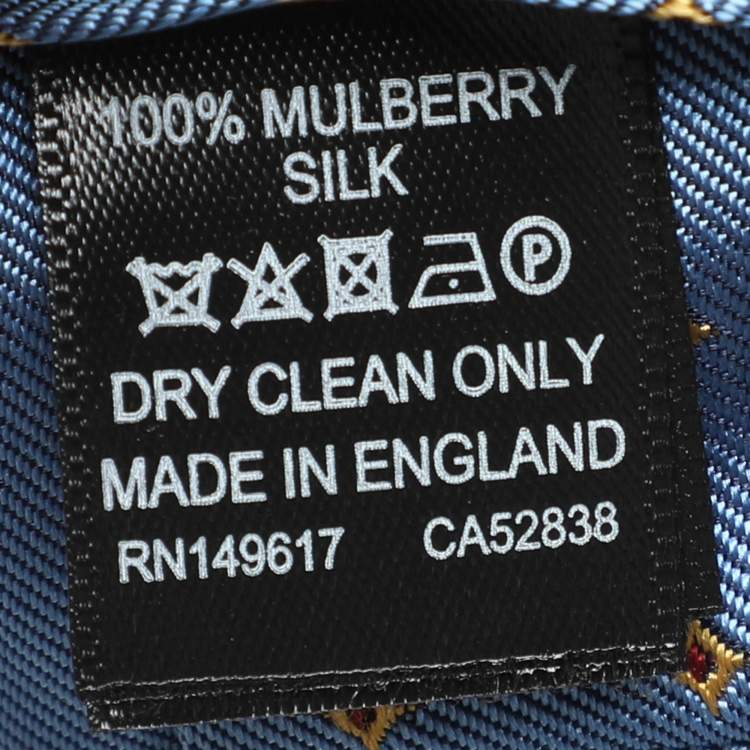 100% MULBERRY
SILK
P
DRY CLEAN ONLY
MADE IN ENGLAND
RN149617 CA52838